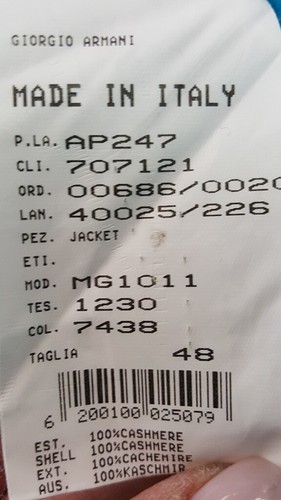 GIORGIO ARMANI
MADE IN ITALY
P.LA. AP247
CLI. 707121
ORD. 00686/0020
LAN. 40025/226
PEZ. JACKET
ETI.
MOD. MG1011
TES. 1230
COL. 7438
TAGLIA 48
6 200100 025079
EST. 100%CASHMERE
SHELL 100%CASHMERE
EXT. 100%CACHEMIRE
AUS. 100%KASCHMIR